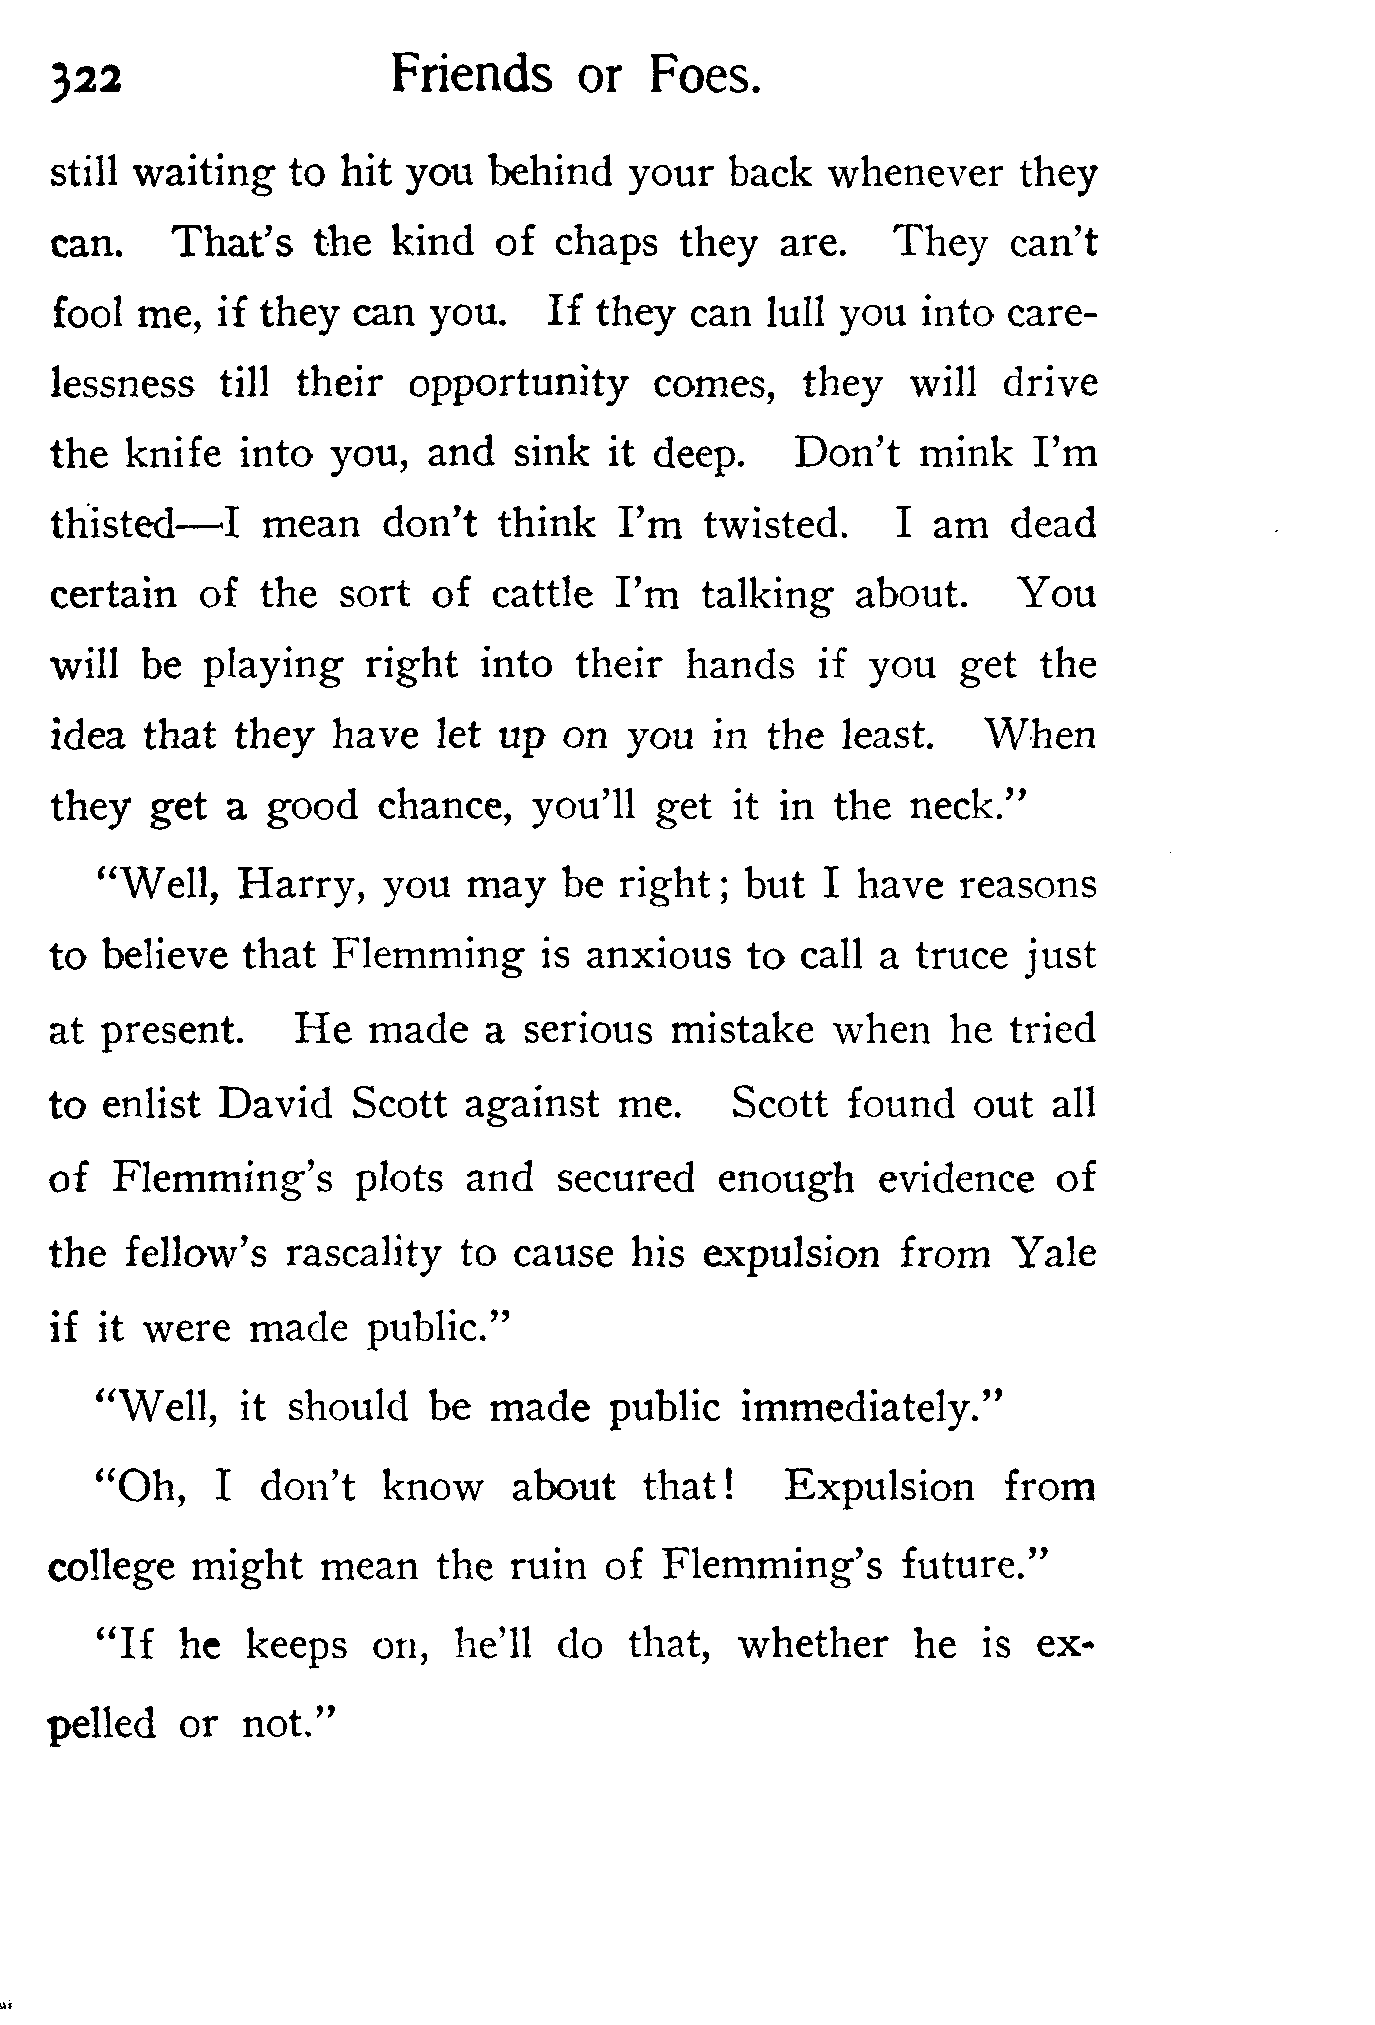 322 Friends or Foes.
still waiting to hit you behind your back whenever they
can. That's the kind of chaps they are. They can't
fool me, if they can you. If they can lull you into care-
lessness till their opportunity comes, they will drive
the knife into you, and sink it deep. Don't mink I'm
thisted—I mean don't think I'm twisted. I am dead
certain of the sort of cattle I'm talking about. You
will be playing right into their hands if you get the
idea that they have let up on you in the least. When
they get a good chance, you'll get it in the neck."
"Well, Harry, you may be right; but I have reasons
to believe that Flemming is anxious to call a truce just
at present. He made a serious mistake when he tried
to enlist David Scott against me. Scott found out all
of Flemming's plots and secured enough evidence of
the fellow's rascality to cause his expulsion from Yale
if it were made public."
"Well, it should be made public immediately."
"Oh, I don't know about that! Expulsion from
college might mean the ruin of Flemming's future."
"If he keeps on, he'll do that, whether he is ex-
pelled or not."